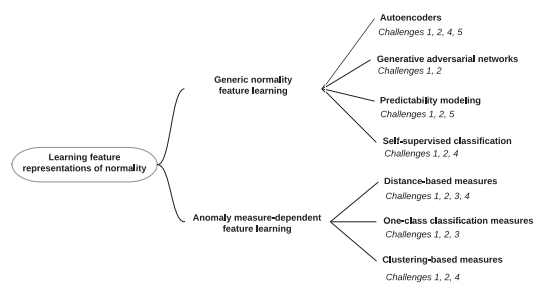 Autoencoders
Challenges 1, 2, 4, 5
Generative adversarial networks
Challenges 1, 2
Generic normality
feature learning
Predictability modeling
Challenges 1, 2, 5
Self-supervised classification
Challenges 1, 2, 4
Learning feature
representations of normality
Distance-based measures
Challenges 1, 2, 3, 4
Anomaly measure-dependent
feature learning
One-class classification measures
Challenges 1, 2, 3
Clustering-based measures
Challenges 1, 2, 4